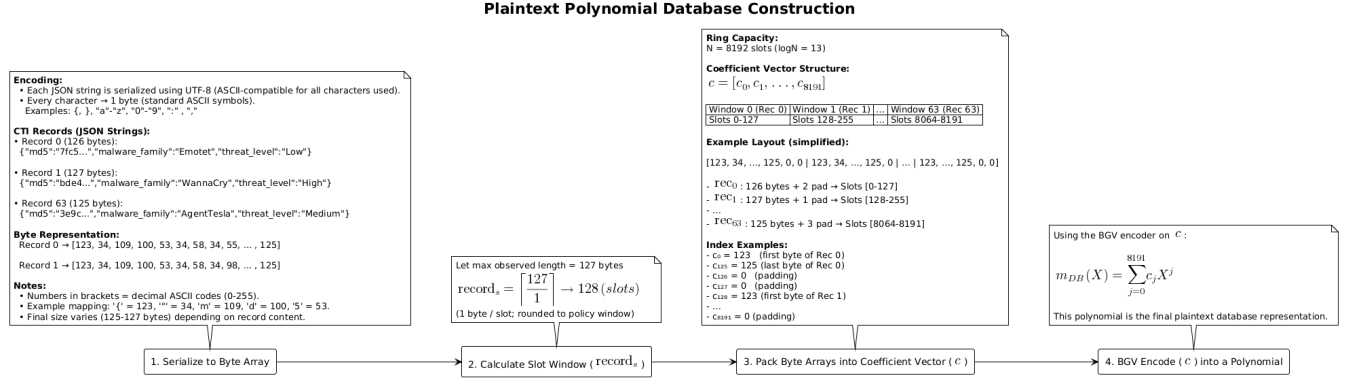 Plaintext Polynomial Database Construction
Encoding:
• Each JSON string is serialized using UTF-8 (ASCII-compatible for all characters used).
• Every character → 1 byte (standard ASCII symbols).
Examples: {, }, "a"-"z", "0"-"9", ":" , ","
CTI Records (JSON Strings):
• Record 0 (126 bytes):
{"md5":"7fc5...","malware_family":"Emotet","threat_level":"Low"}
• Record 1 (127 bytes):
{"md5":"bde4...","malware_family":"WannaCry","threat_level":"High"}
• Record 63 (125 bytes):
{"md5":"3e9c...","malware_family":"AgentTesla","threat_level":"Medium"}
Byte Representation:
Record 0 → [123, 34, 109, 100, 53, 34, 58, 34, 55, ... , 125]
Record 1 → [123, 34, 109, 100, 53, 34, 58, 34, 98, ... , 125]
Notes:
• Numbers in brackets = decimal ASCII codes (0-255).
• Example mapping: '{' = 123, '"' = 34, 'm' = 109, 'd' = 100, '5' = 53.
• Final size varies (125-127 bytes) depending on record content.
1. Serialize to Byte Array
Let max observed length = 127 bytes
record_s = ⌈127/1⌉ → 128 (slots)
(1 byte / slot; rounded to policy window)
2. Calculate Slot Window ( record_s )
Ring Capacity:
N = 8192 slots (logN = 13)
Coefficient Vector Structure:
c = [c₀, c₁, ..., c₈₁₉₁]
Window 0 (Rec 0) | Window 1 (Rec 1) | ... | Window 63 (Rec 63)
Slots 0-127 | Slots 128-255 | ... | Slots 8064-8191
Example Layout (simplified):
[123, 34, ..., 125, 0, 0 | 123, 34, ..., 125, 0 | ... | 123, ..., 125, 0, 0]
- rec₀ : 126 bytes + 2 pad → Slots [0-127]
- rec₁ : 127 bytes + 1 pad → Slots [128-255]
- ...
- rec₆₃ : 125 bytes + 3 pad → Slots [8064-8191]
Index Examples:
- c₀ = 123 (first byte of Rec 0)
- c₁₂₅ = 125 (last byte of Rec 0)
- c₁₂₆ = 0 (padding)
- c₁₂₇ = 0 (padding)
- c₁₂₈ = 123 (first byte of Rec 1)
- ...
- c₈₁₉₁ = 0 (padding)
3. Pack Byte Arrays into Coefficient Vector ( c )
Using the BGV encoder on c :
m_DB(X) = ∑_{j=0}^{8191} c_j X^j
This polynomial is the final plaintext database representation.
4. BGV Encode ( c ) into a Polynomial